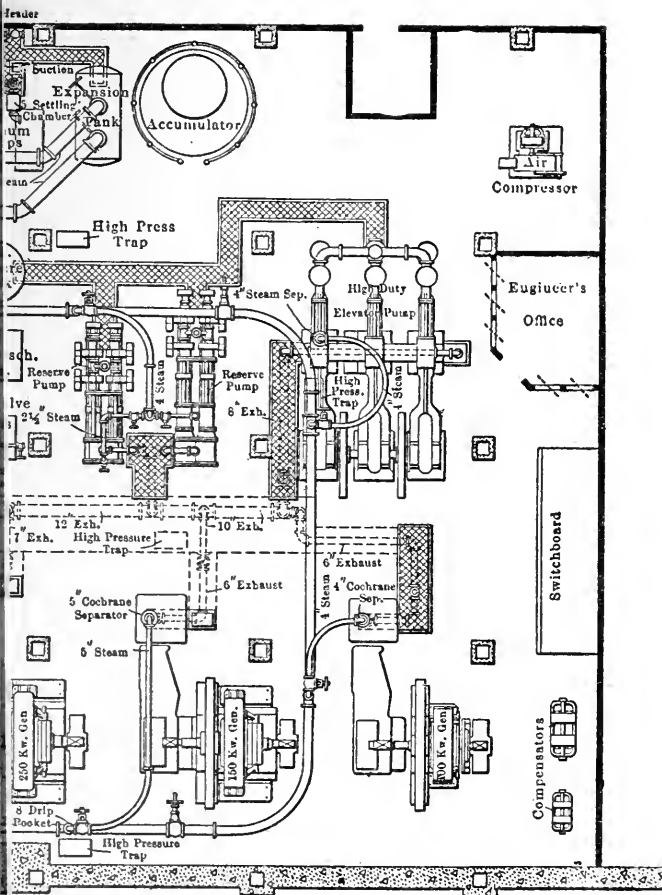 Header
Suction
Expansion
5 Settling
Chamber
Tank
Accumulator
Air
Compressor
High Press
Trap
4" Steam Sep.
High Duty
Elevator Pump
Engineer's
Office
sch.
Reserve
Pump
4" Steam
Reserve
Pump
High
Press.
Trap
4" Steam
8" Exh.
lve
2½" Steam
12" Exh.
10" Exh.
7" Exh.
High Pressure
Trap
6" Exhaust
6" Exhaust
Switchboard
5" Cochrane
Separator
4" Steam
4" Cochrane
Sep.
5" Steam
250 Kw. Gen
150 Kw. Gen.
100 Kw. Gen
Compensators
8 Drip
Pocket
High Pressure
Trap